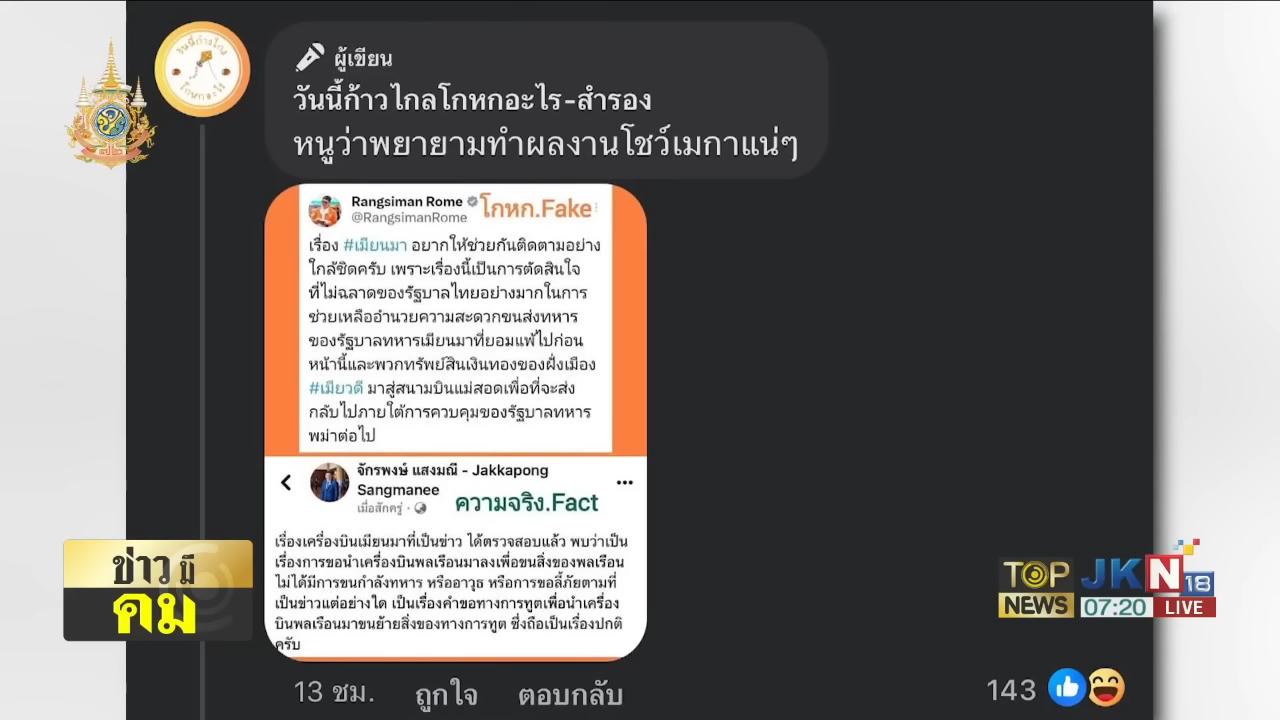 ผู้เขียน
วันนี้ก้าวไกลโกหกอะไร-สำรอง
หนูว่าพยายามทำผลงานโชว์เมกาแน่ๆ
Rangsiman Rome
@RangsimanRome
โกหก.Fake
เรื่อง #เมียนมา อยากให้ช่วยกันติดตามอย่าง
ใกล้ชิดครับ เพราะเรื่องนี้เป็นการตัดสินใจ
ที่ไม่ฉลาดของรัฐบาลไทยอย่างมากในการ
ช่วยเหลืออำนวยความสะดวกขนส่งทหาร
ของรัฐบาลทหารเมียนมาที่ยอมแพ้ไปก่อน
หน้านี้และพวกทรัพย์สินเงินทองของฝั่งเมือง
#เมียวดี มาสู่สนามบินแม่สอดเพื่อที่จะส่ง
กลับไปภายใต้การควบคุมของรัฐบาลทหาร
พม่าต่อไป
จักรพงษ์ แสงมณี - Jakkapong
Sangmanee
เมื่อสักครู่ ·
ความจริง.Fact
เรื่องเครื่องบินเมียนมาที่เป็นข่าว ได้ตรวจสอบแล้ว พบว่าเป็น
เรื่องการขอนำเครื่องบินพลเรือนมาลงเพื่อขนสิ่งของพลเรือน
ไม่ได้มีการขนกำลังทหาร หรืออาวุธ หรือการขอลี้ภัยตามที่
เป็นข่าวแต่อย่างใด เป็นเรื่องคำขอทางการทูตเพื่อนำเครื่อง
บินพลเรือนมาขนย้ายสิ่งของทางการทูต ซึ่งถือเป็นเรื่องปกติ
ครับ
13 ชม. ถูกใจ ตอบกลับ
143
ข่าวมี
คม
TOP
NEWS
JKN18
07:20 LIVE